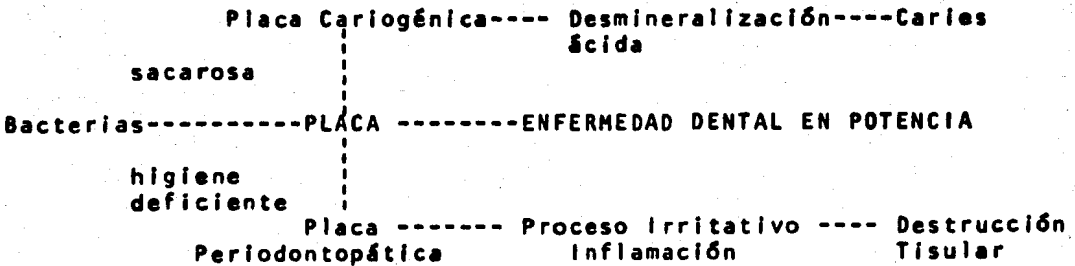 Placa Cariogénica---- Desmineralización----Caries
ácida
sacarosa
Bacterias----------PLACA --------ENFERMEDAD DENTAL EN POTENCIA
higiene
deficiente
Placa ------- Proceso Irritativo ---- Destrucción
Periodontopática Inflamación Tisular